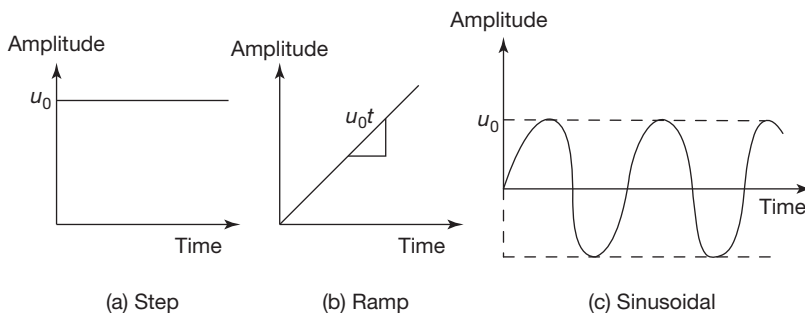 Amplitude
u₀
Time
(a) Step
Amplitude
u₀t
Time
(b) Ramp
Amplitude
u₀
Time
(c) Sinusoidal